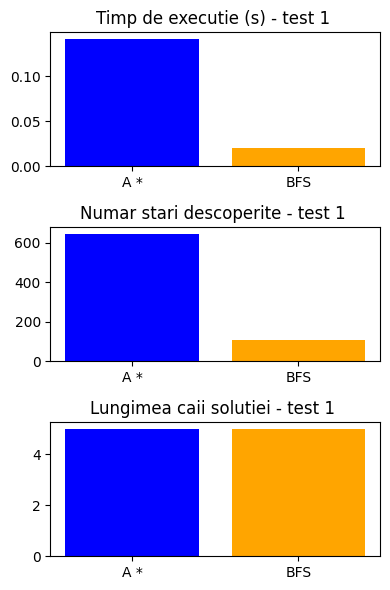 Timp de executie (s) - test 1
0.10
0.05
0.00
A *
BFS
Numar stari descoperite - test 1
600
400
200
0
A *
BFS
Lungimea caii solutiei - test 1
4
2
0
A *
BFS